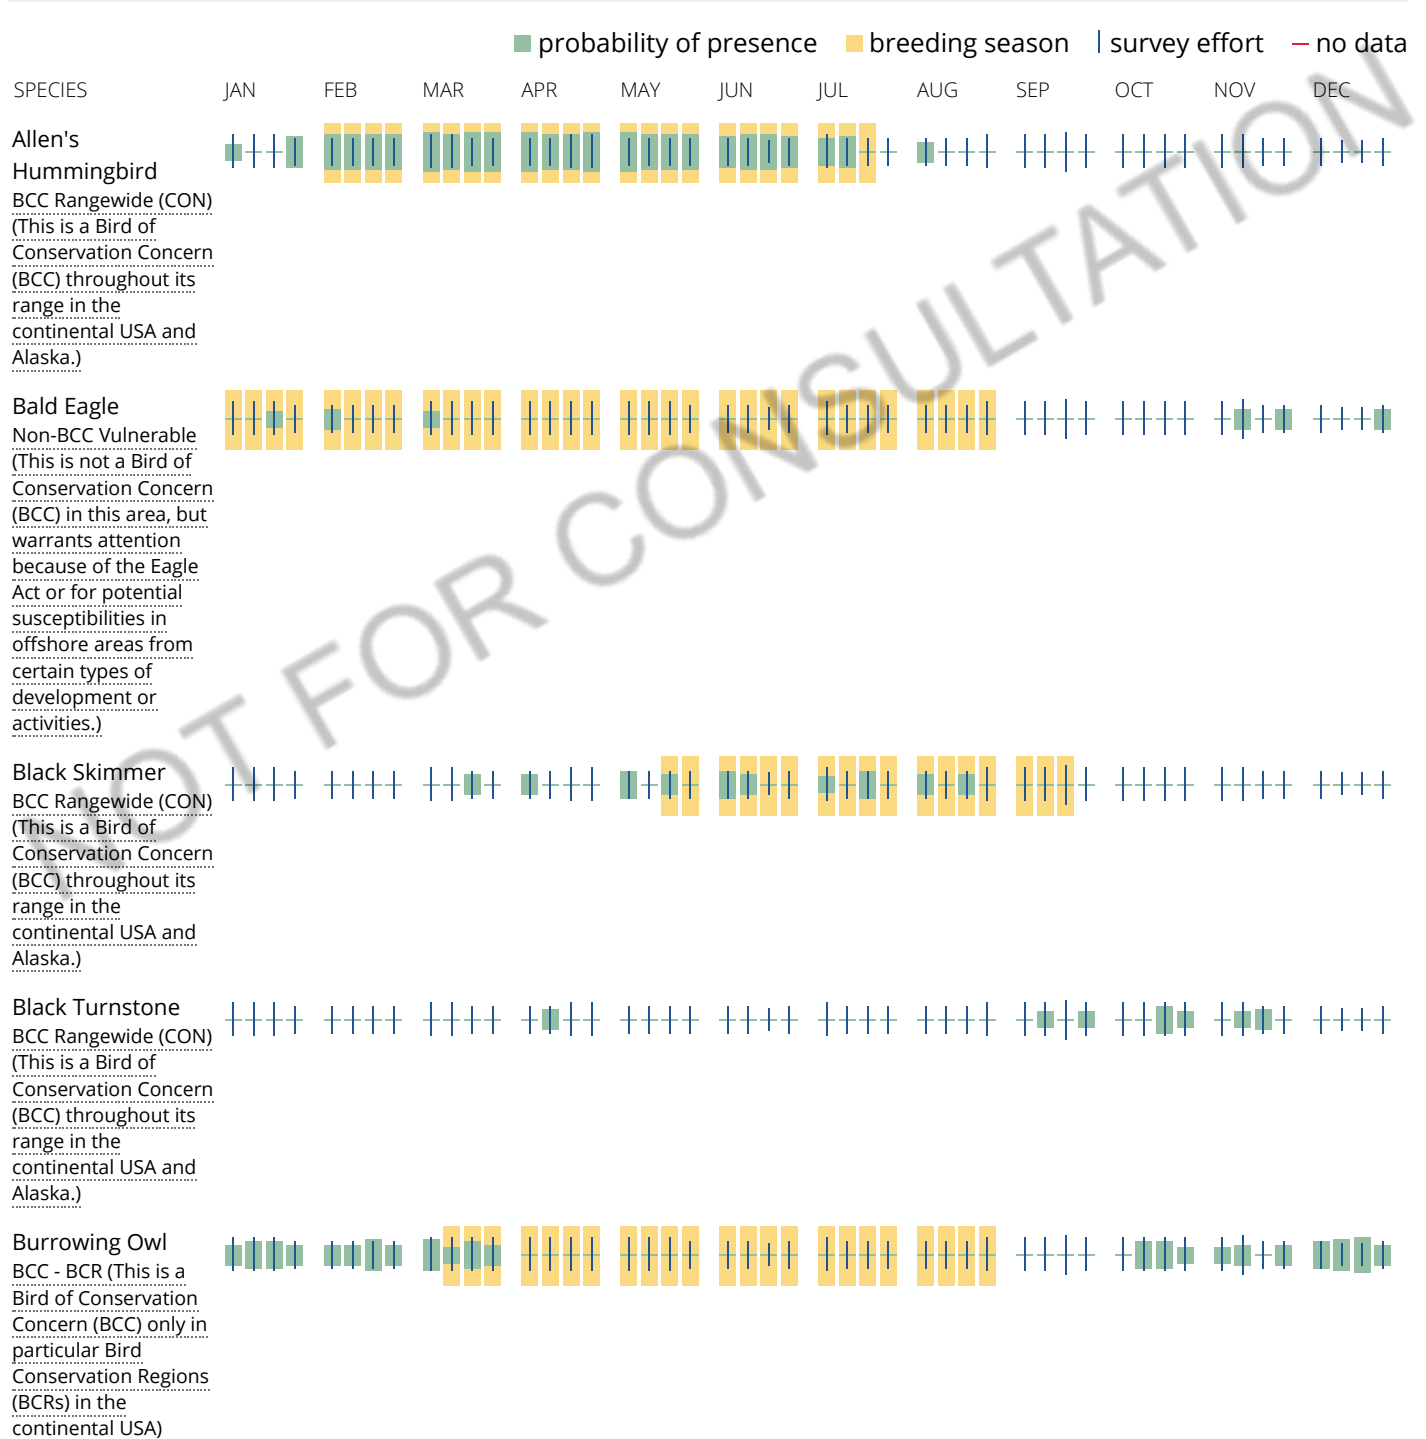 probability of presence breeding season survey effort no data
SPECIES JAN FEB MAR APR MAY JUN JUL AUG SEP OCT NOV DEC
Allen's
Hummingbird
BCC Rangewide (CON)
(This is a Bird of
Conservation Concern
(BCC) throughout its
range in the
continental USA and
Alaska.)
Bald Eagle
Non-BCC Vulnerable
(This is not a Bird of
Conservation Concern
(BCC) in this area, but
warrants attention
because of the Eagle
Act or for potential
susceptibilities in
offshore areas from
certain types of
development or
activities.)
Black Skimmer
BCC Rangewide (CON)
(This is a Bird of
Conservation Concern
(BCC) throughout its
range in the
continental USA and
Alaska.)
Black Turnstone
BCC Rangewide (CON)
(This is a Bird of
Conservation Concern
(BCC) throughout its
range in the
continental USA and
Alaska.)
Burrowing Owl
BCC - BCR (This is a
Bird of Conservation
Concern (BCC) only in
particular Bird
Conservation Regions
(BCRs) in the
continental USA)
NOT FOR CONSULTATION